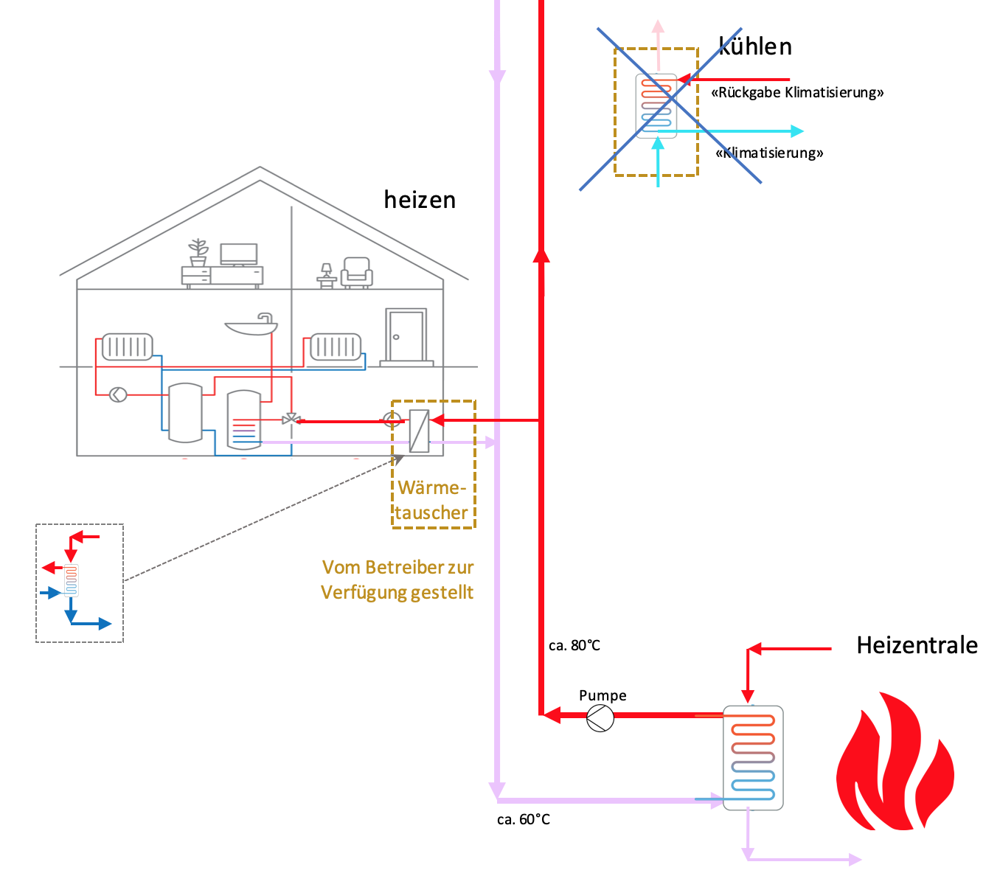 kühlen
«Rückgabe Klimatisierung»
«Klimatisierung»
heizen
Wärme-
tauscher
Vom Betreiber zur
Verfügung gestellt
ca. 80°C
Heizentrale
Pumpe
ca. 60°C